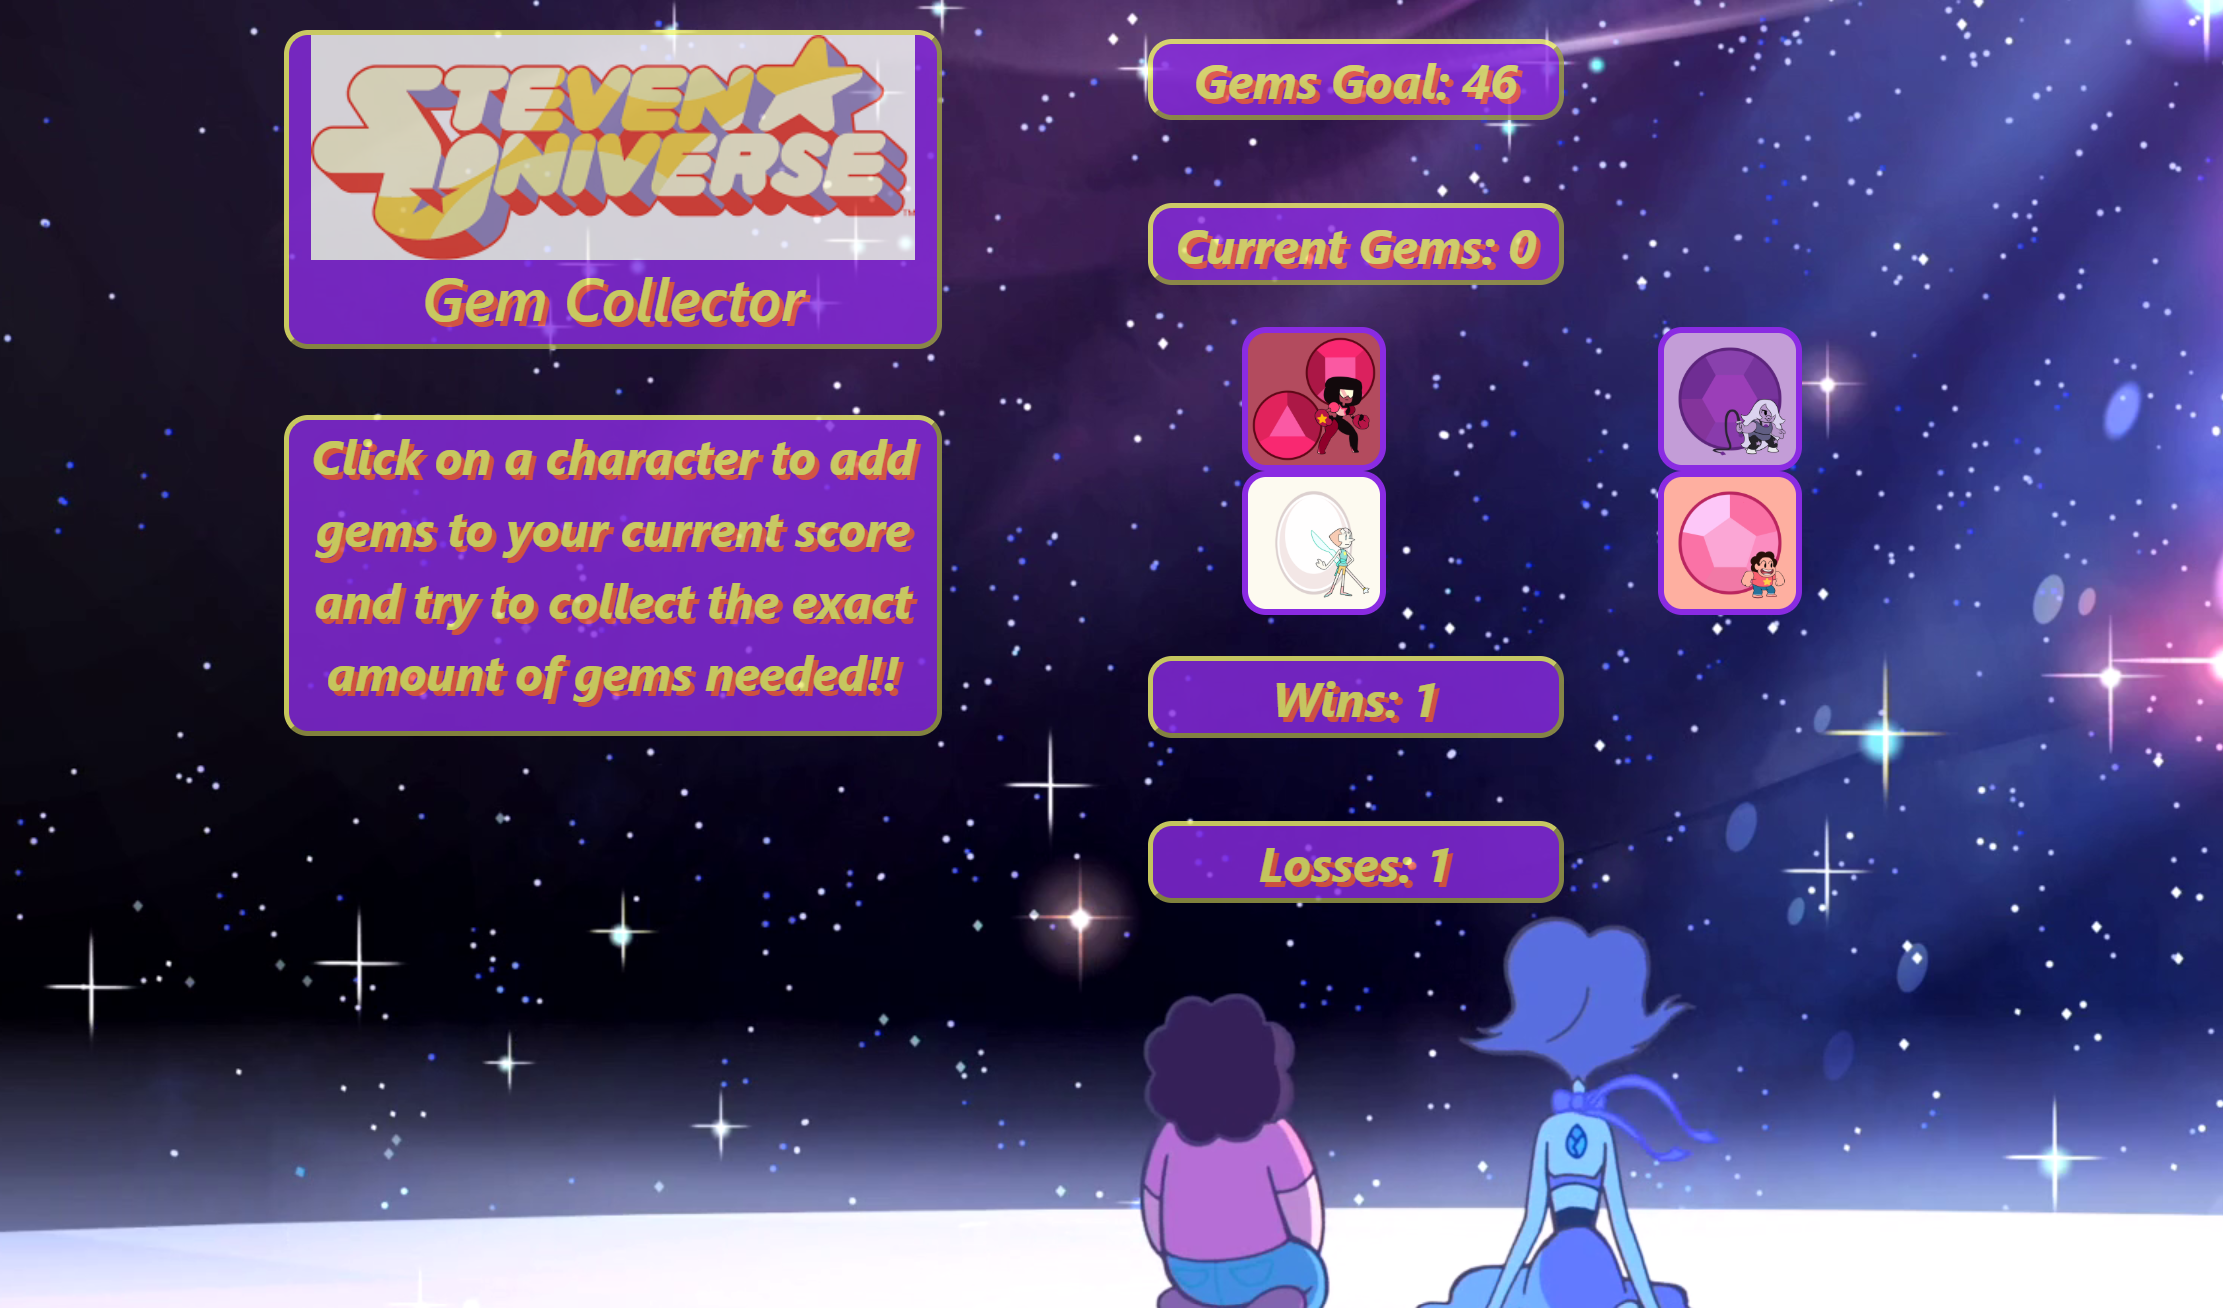 STEVEN
UNIVERSE
TM
Gem Collector
Click on a character to add
gems to your current score
and try to collect the exact
amount of gems needed!!
Gems Goal: 46
Current Gems: 0
Wins: 1
Losses: 1